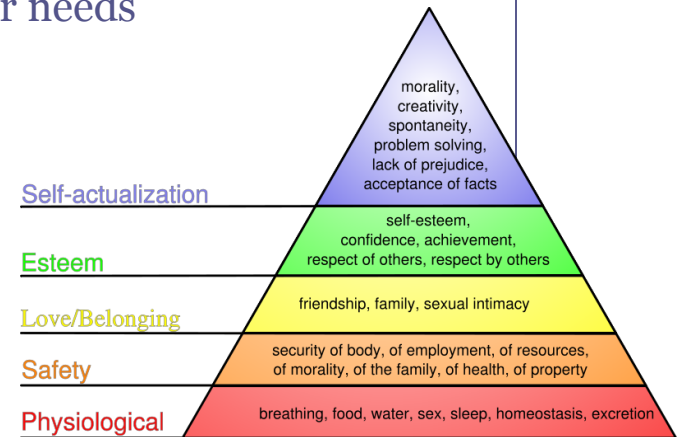 r needs
morality,
creativity,
spontaneity,
problem solving,
lack of prejudice,
acceptance of facts
Self-actualization
self-esteem,
confidence, achievement,
respect of others, respect by others
Esteem
friendship, family, sexual intimacy
Love/Belonging
security of body, of employment, of resources,
of morality, of the family, of health, of property
Safety
breathing, food, water, sex, sleep, homeostasis, excretion
Physiological